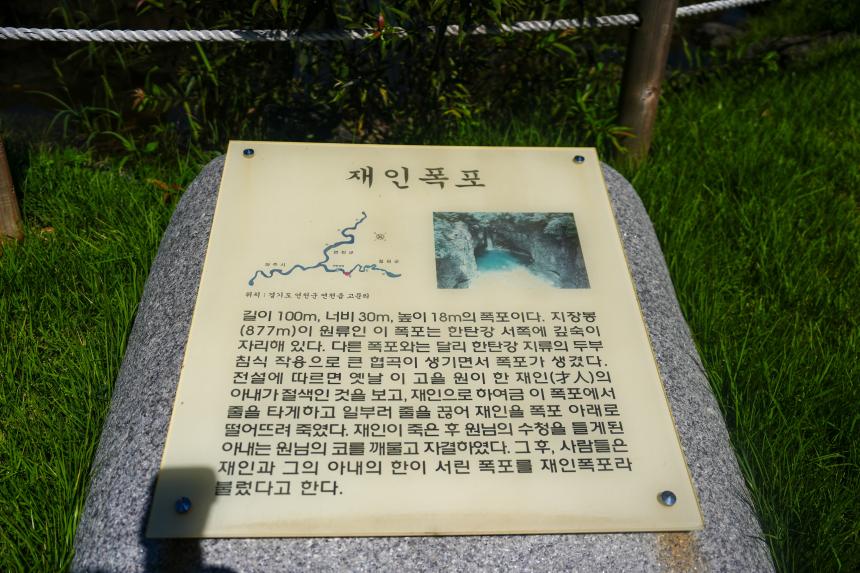 재인폭포
파주시
연천군
철원군
위치 : 경기도 연천군 연천읍 고문리
길이 100m, 너비 30m, 높이 18m의 폭포이다. 지장봉
(877m)이 원류인 이 폭포는 한탄강 서쪽에 깊숙이
자리해 있다. 다른 폭포와는 달리 한탄강 지류의 두부
침식 작용으로 큰 협곡이 생기면서 폭포가 생겼다.
전설에 따르면 옛날 이 고을 원이 한 재인(才人)의
아내가 절색인 것을 보고, 재인으로 하여금 이 폭포에서
줄을 타게하고 일부러 줄을 끊어 재인을 폭포 아래로
떨어뜨려 죽였다. 재인이 죽은 후 원님의 수청을 들게된
아내는 원님의 코를 깨물고 자결하였다. 그 후, 사람들은
재인과 그의 아내의 한이 서린 폭포를 재인폭포라
불렀다고 한다.